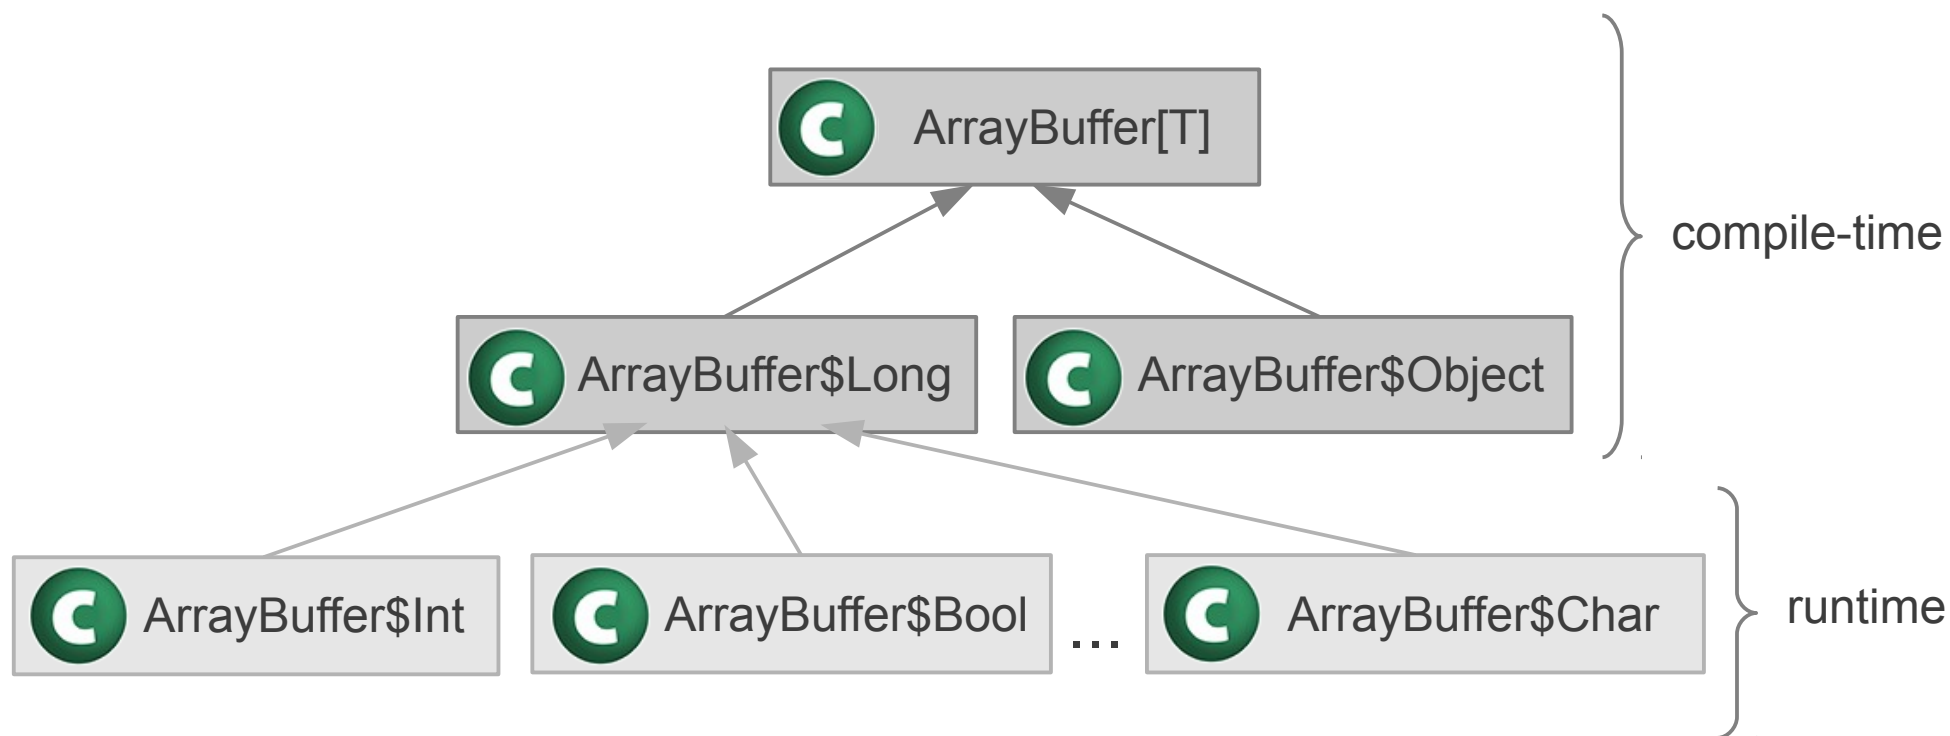 ArrayBuffer[T]
compile-time
ArrayBuffer$Long
ArrayBuffer$Object
ArrayBuffer$Int
ArrayBuffer$Bool
...
ArrayBuffer$Char
runtime